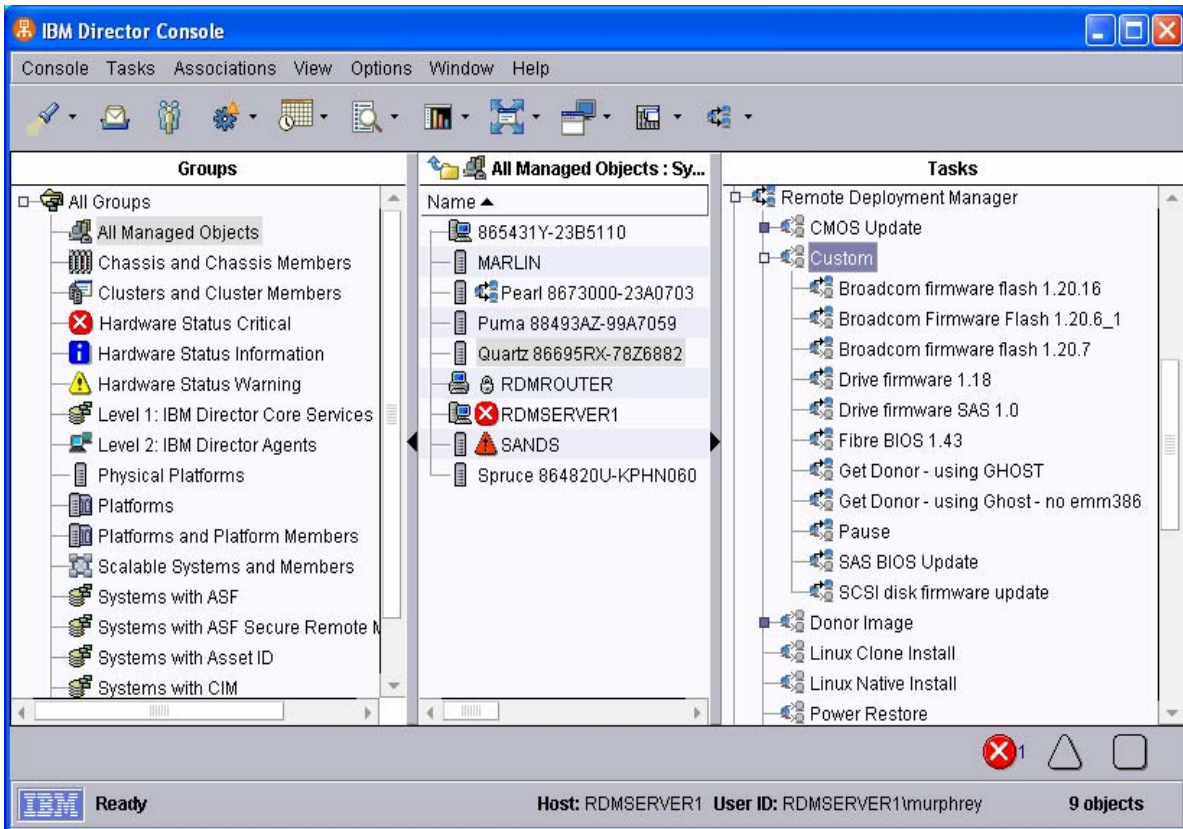 IBM Director Console
Console Tasks Associations View Options Window Help
Groups
All Groups
All Managed Objects
Chassis and Chassis Members
Clusters and Cluster Members
Hardware Status Critical
Hardware Status Information
Hardware Status Warning
Level 1: IBM Director Core Services
Level 2: IBM Director Agents
Physical Platforms
Platforms
Platforms and Platform Members
Scalable Systems and Members
Systems with ASF
Systems with ASF Secure Remote M
Systems with Asset ID
Systems with CIM
All Managed Objects : Sy...
Name
865431Y-23B5110
MARLIN
Pearl 8673000-23A0703
Puma 88493AZ-99A7059
Quartz 86695RX-78Z6882
RDMROUTER
RDMSERVER1
SANDS
Spruce 864820U-KPHN060
Tasks
Remote Deployment Manager
CMOS Update
Custom
Broadcom firmware flash 1.20.16
Broadcom Firmware Flash 1.20.6_1
Broadcom firmware flash 1.20.7
Drive firmware 1.18
Drive firmware SAS 1.0
Fibre BIOS 1.43
Get Donor - using GHOST
Get Donor - using Ghost - no emm386
Pause
SAS BIOS Update
SCSI disk firmware update
Donor Image
Linux Clone Install
Linux Native Install
Power Restore
1
IBM Ready Host: RDMSERVER1 User ID: RDMSERVER1\murphrey 9 objects